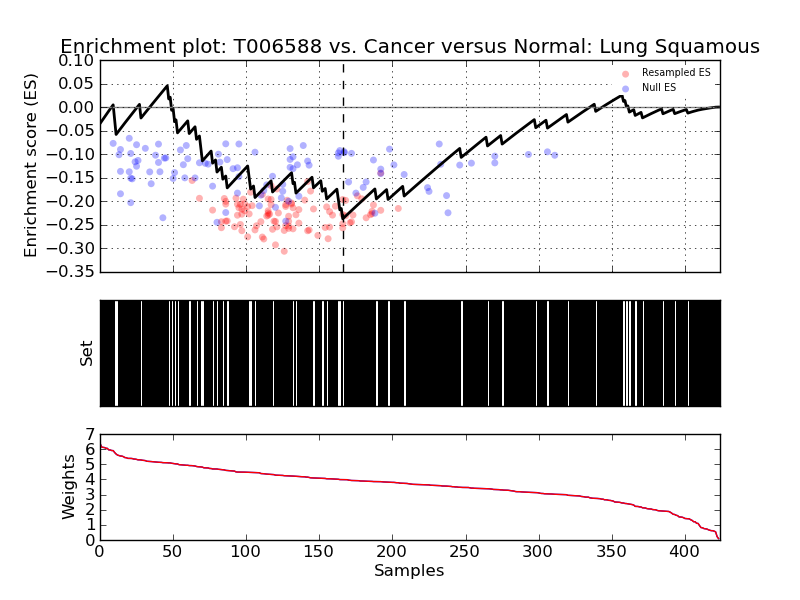 Enrichment plot: T006588 vs. Cancer versus Normal: Lung Squamous
Enrichment score (ES)
0.10
0.05
0.00
−0.05
−0.10
−0.15
−0.20
−0.25
−0.30
−0.35
Resampled ES
Null ES
Set
Weights
7
6
5
4
3
2
1
0
0 50 100 150 200 250 300 350 400
Samples